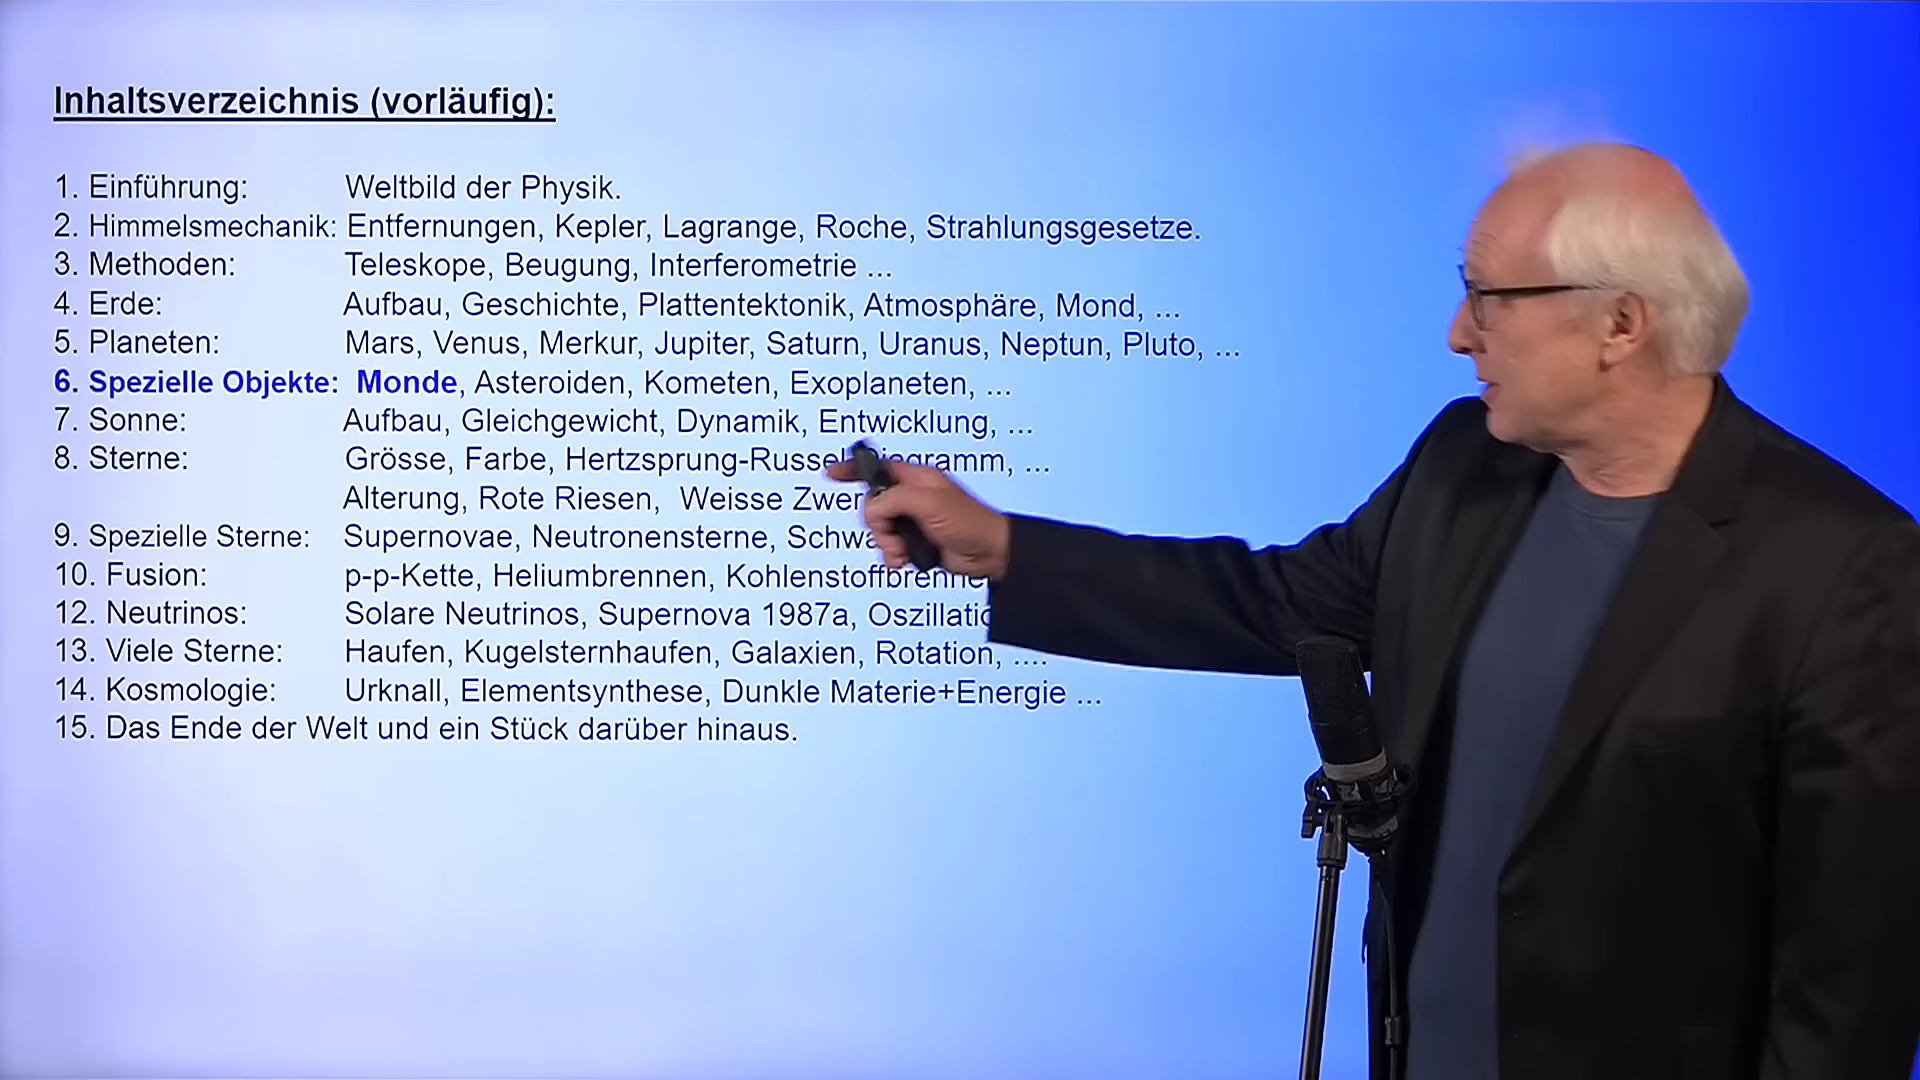 Inhaltsverzeichnis (vorläufig):
1. Einführung: Weltbild der Physik.
2. Himmelsmechanik: Entfernungen, Kepler, Lagrange, Roche, Strahlungsgesetze.
3. Methoden: Teleskope, Beugung, Interferometrie ...
4. Erde: Aufbau, Geschichte, Plattentektonik, Atmosphäre, Mond, ...
5. Planeten: Mars, Venus, Merkur, Jupiter, Saturn, Uranus, Neptun, Pluto, ...
6. Spezielle Objekte: Monde, Asteroiden, Kometen, Exoplaneten, ...
7. Sonne: Aufbau, Gleichgewicht, Dynamik, Entwicklung, ...
8. Sterne: Grösse, Farbe, Hertzsprung-Russel Diagramm, ...
Alterung, Rote Riesen, Weisse
9. Spezielle Sterne: Supernovae, Neutronensterne,
10. Fusion: p-p-Kette, Heliumbrennen,
12. Neutrinos: Solare Neutrinos, Supernova 1987a,
13. Viele Sterne: Haufen, Kugelsternhaufen, Galaxien, Rotation, ....
14. Kosmologie: Urknall, Elementsynthese, Dunkle Materie+Energie ...
15. Das Ende der Welt und ein Stück darüber hinaus.